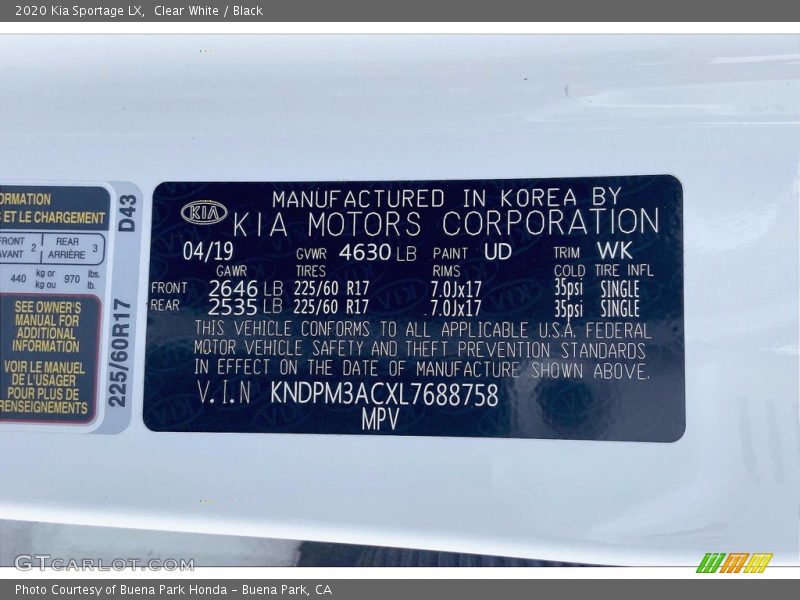 2020 Kia Sportage LX, Clear White / Black
ORMATION
S ET LE CHARGEMENT
FRONT
AVANT 2
REAR
ARRIÈRE 3
440 kg or
kg ou 970 lbs.
lb.
SEE OWNER'S
MANUAL FOR
ADDITIONAL
INFORMATION
VOIR LE MANUEL
DE L'USAGER
POUR PLUS DE
RENSEIGNEMENTS
225/60R17 D43
KIA
MANUFACTURED IN KOREA BY
KIA MOTORS CORPORATION
04/19 GVWR 4630 LB PAINT UD TRIM WK
GAWR TIRES RIMS COLD TIRE INFL
FRONT 2646 LB 225/60 R17 7.0Jx17 35psi SINGLE
REAR 2535 LB 225/60 R17 7.0Jx17 35psi SINGLE
THIS VEHICLE CONFORMS TO ALL APPLICABLE U.S.A. FEDERAL
MOTOR VEHICLE SAFETY AND THEFT PREVENTION STANDARDS
IN EFFECT ON THE DATE OF MANUFACTURE SHOWN ABOVE.
V.I.N KNDPM3ACXL7688758
MPV
GTCARLOT.COM
Photo Courtesy of Buena Park Honda - Buena Park, CA